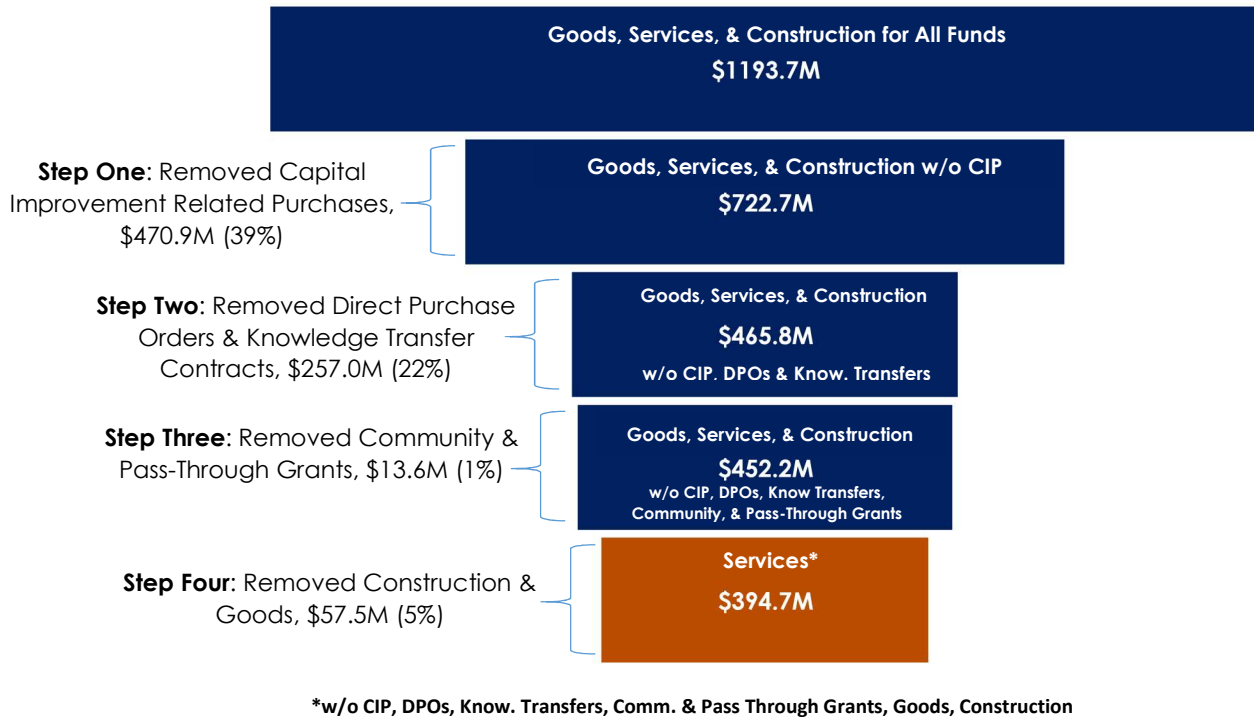 Goods, Services, & Construction for All Funds
$1193.7M
Step One: Removed Capital
Improvement Related Purchases,
$470.9M (39%)
Goods, Services, & Construction w/o CIP
$722.7M
Step Two: Removed Direct Purchase
Orders & Knowledge Transfer
Contracts, $257.0M (22%)
Goods, Services, & Construction
$465.8M
w/o CIP. DPOs & Know. Transfers
Step Three: Removed Community &
Pass-Through Grants, $13.6M (1%)
Goods, Services, & Construction
$452.2M
w/o CIP, DPOs, Know Transfers,
Community, & Pass-Through Grants
Step Four: Removed Construction &
Goods, $57.5M (5%)
Services*
$394.7M
*w/o CIP, DPOs, Know. Transfers, Comm. & Pass Through Grants, Goods, Construction